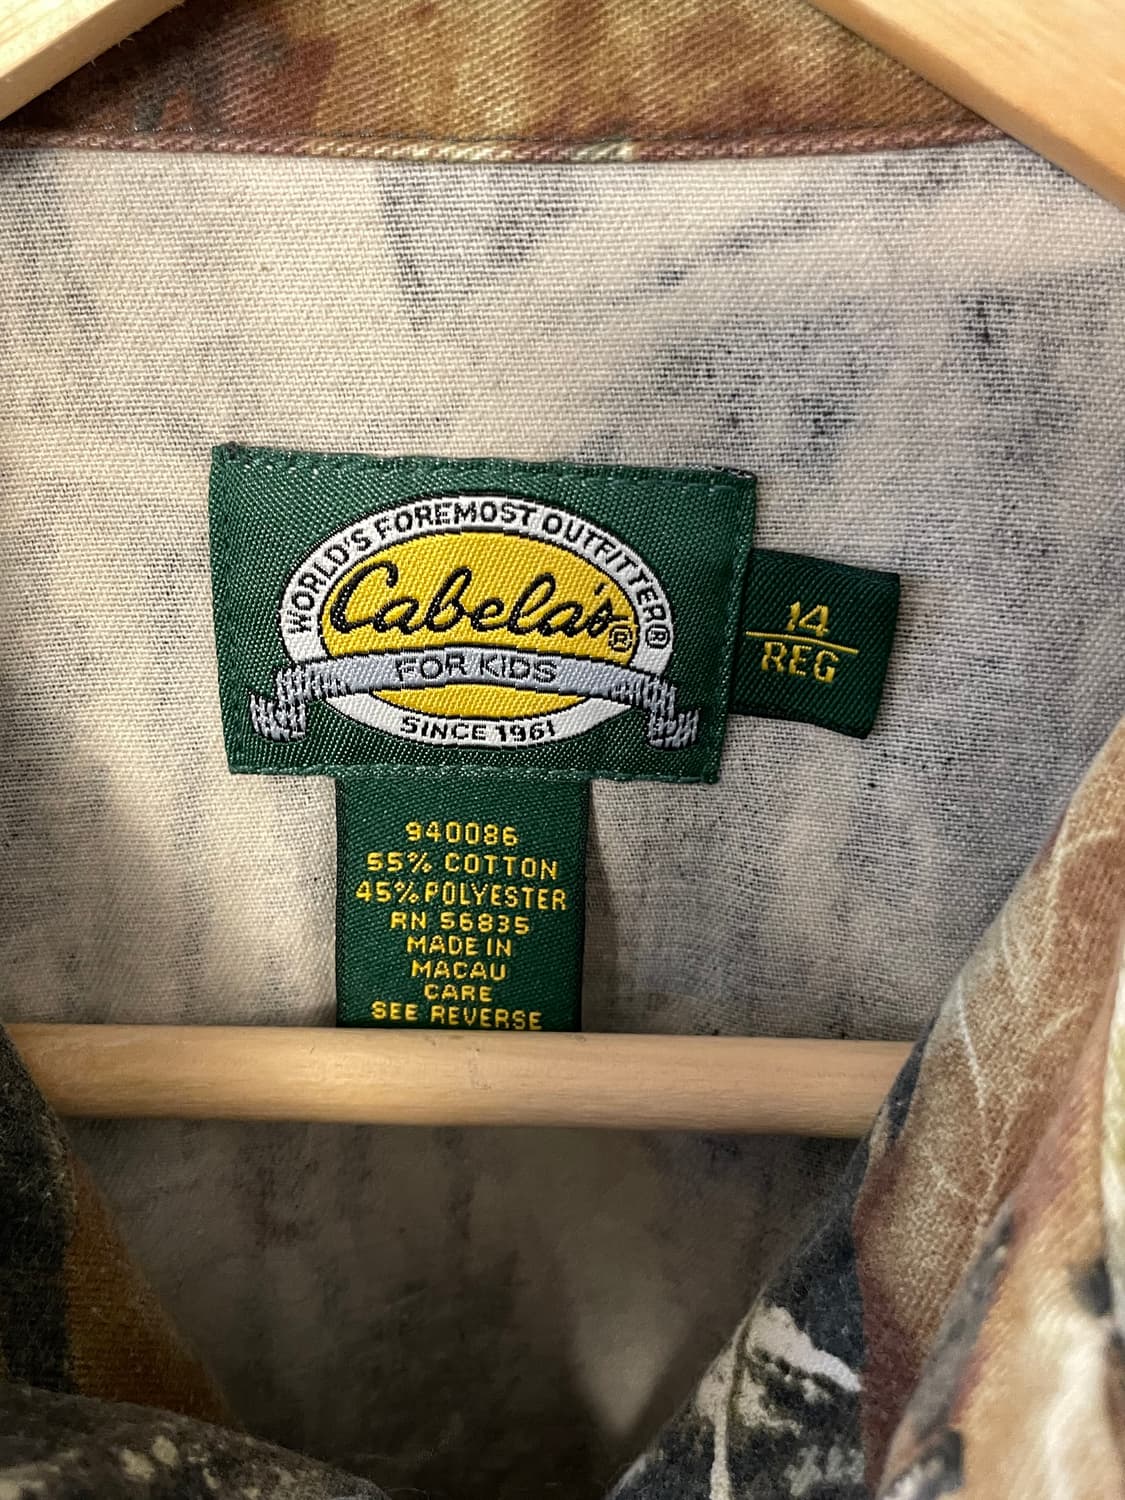 WORLD'S FOREMOST OUTFITTER®
Cabela's®
FOR KIDS
SINCE 1961
14
REG
940086
55% COTTON
45% POLYESTER
RN 56835
MADE IN
MACAU
CARE
SEE REVERSE